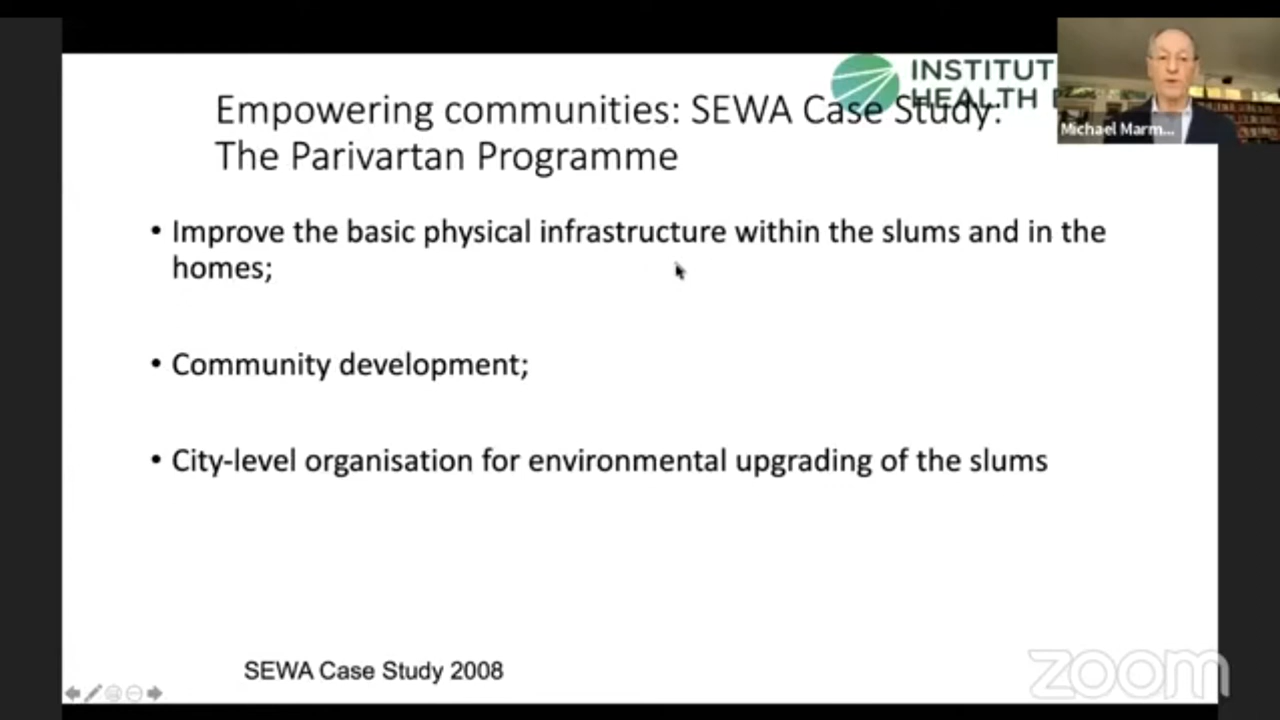 INSTITUT
HEALTH
Empowering communities: SEWA Case Study:
The Parivartan Programme
Michael Marm...
• Improve the basic physical infrastructure within the slums and in the
homes;
• Community development;
• City-level organisation for environmental upgrading of the slums
SEWA Case Study 2008
zoom